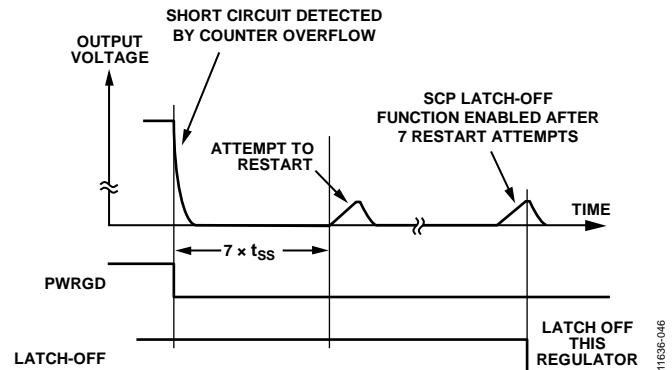 SHORT CIRCUIT DETECTED
BY COUNTER OVERFLOW
OUTPUT
VOLTAGE
SCP LATCH-OFF
FUNCTION ENABLED AFTER
7 RESTART ATTEMPTS
ATTEMPT TO
RESTART
TIME
7 × tSS
PWRGD
LATCH-OFF
LATCH OFF
THIS
REGULATOR
11636-046